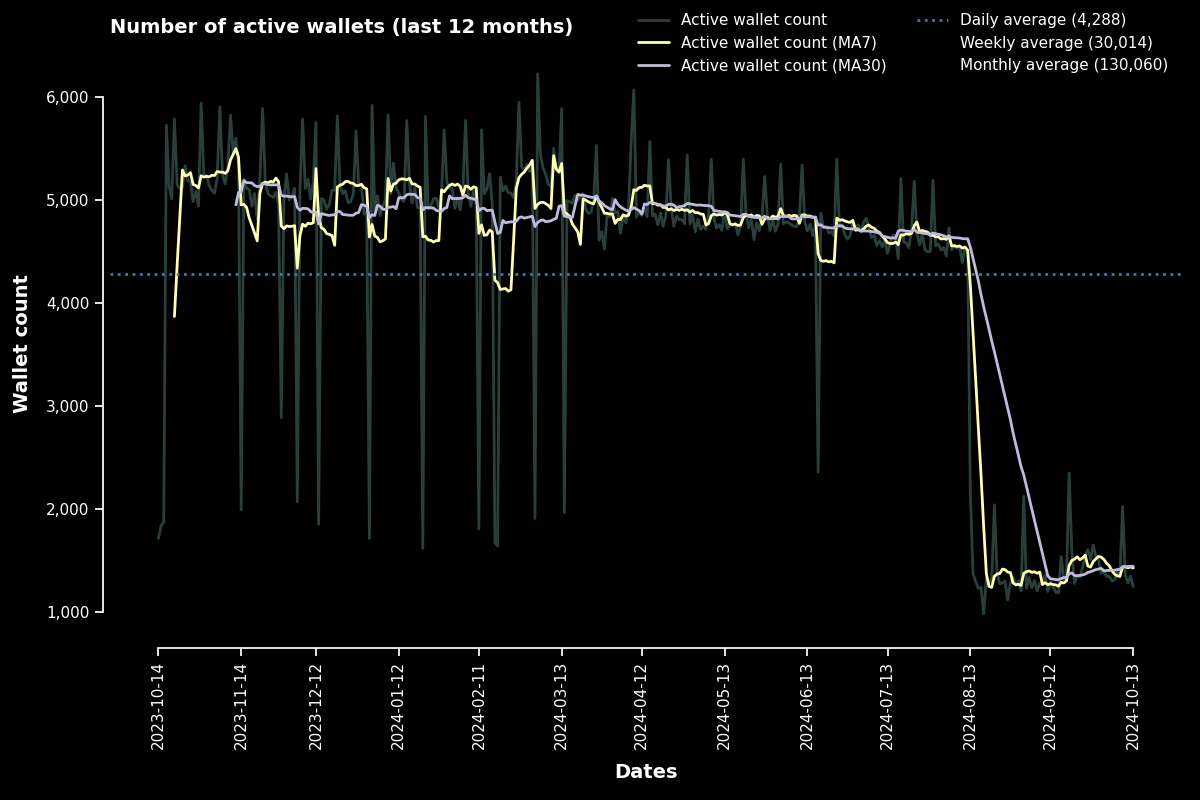 Number of active wallets (last 12 months)
Active wallet count
Active wallet count (MA7)
Active wallet count (MA30)
Daily average (4,288)
Weekly average (30,014)
Monthly average (130,060)
Wallet count
6,000
5,000
4,000
3,000
2,000
1,000
2023-10-14
2023-11-14
2023-12-12
2024-01-12
2024-02-11
2024-03-13
2024-04-12
2024-05-13
2024-06-13
2024-07-13
2024-08-13
2024-09-12
2024-10-13
Dates